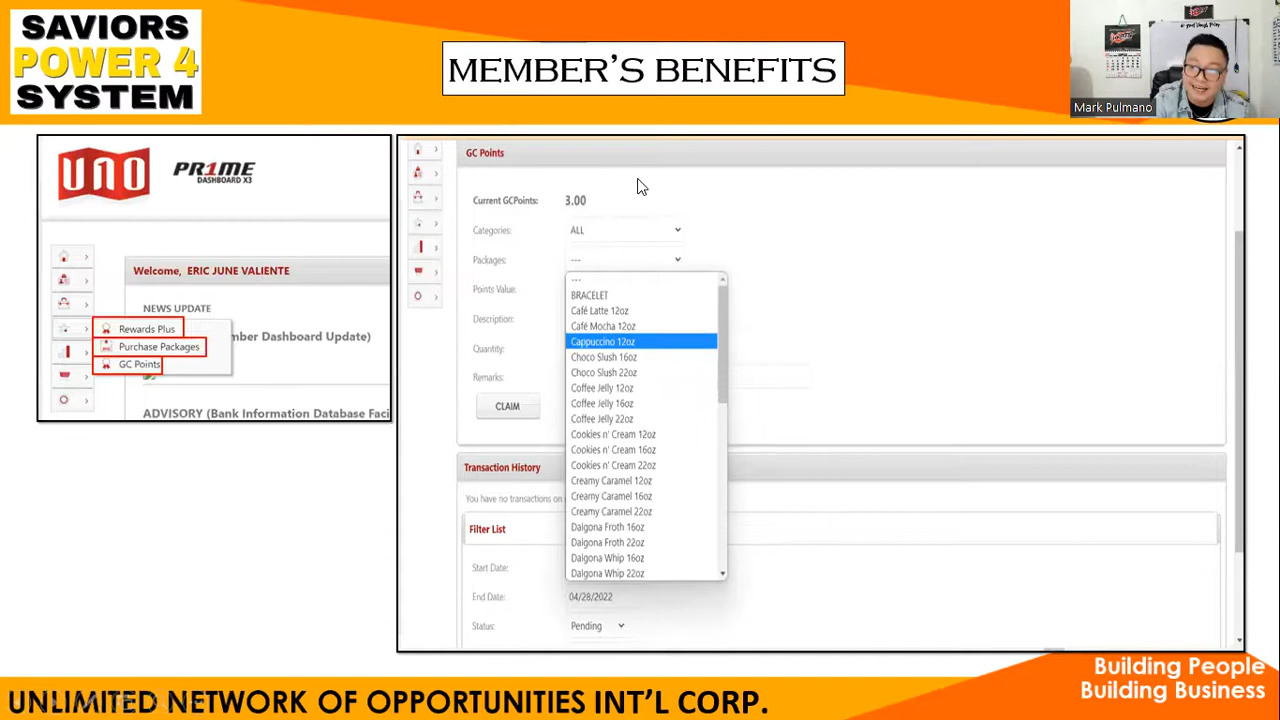 SAVIORS
POWER 4
SYSTEM
MEMBER'S BENEFITS
Mark Pulmano
UNO
PR1ME
DASHBOARD X3
Welcome, ERIC JUNE VALIENTE
NEWS UPDATE
mber Dashboard Update)
Rewards Plus
Purchase Packages
GC Points
ADVISORY (Bank Information Database Faci
GC Points
Current GCPoints: 3.00
Categories: ALL
Packages: ---
Points Value:
Description:
Quantity:
Remarks:
CLAIM
---
BRACELET
Café Latte 12oz
Café Mocha 12oz
Cappuccino 12oz
Choco Slush 16oz
Choco Slush 22oz
Coffee Jelly 12oz
Coffee Jelly 16oz
Coffee Jelly 22oz
Cookies n' Cream 12oz
Cookies n' Cream 16oz
Cookies n' Cream 22oz
Creamy Caramel 12oz
Creamy Caramel 16oz
Creamy Caramel 22oz
Dalgona Froth 16oz
Dalgona Froth 22oz
Dalgona Whip 16oz
Dalgona Whip 22oz
Transaction History
You have no transactions on
Filter List
Start Date:
End Date: 04/28/2022
Status: Pending
Building People
Building Business
UNLIMITED NETWORK OF OPPORTUNITIES INT'L CORP.